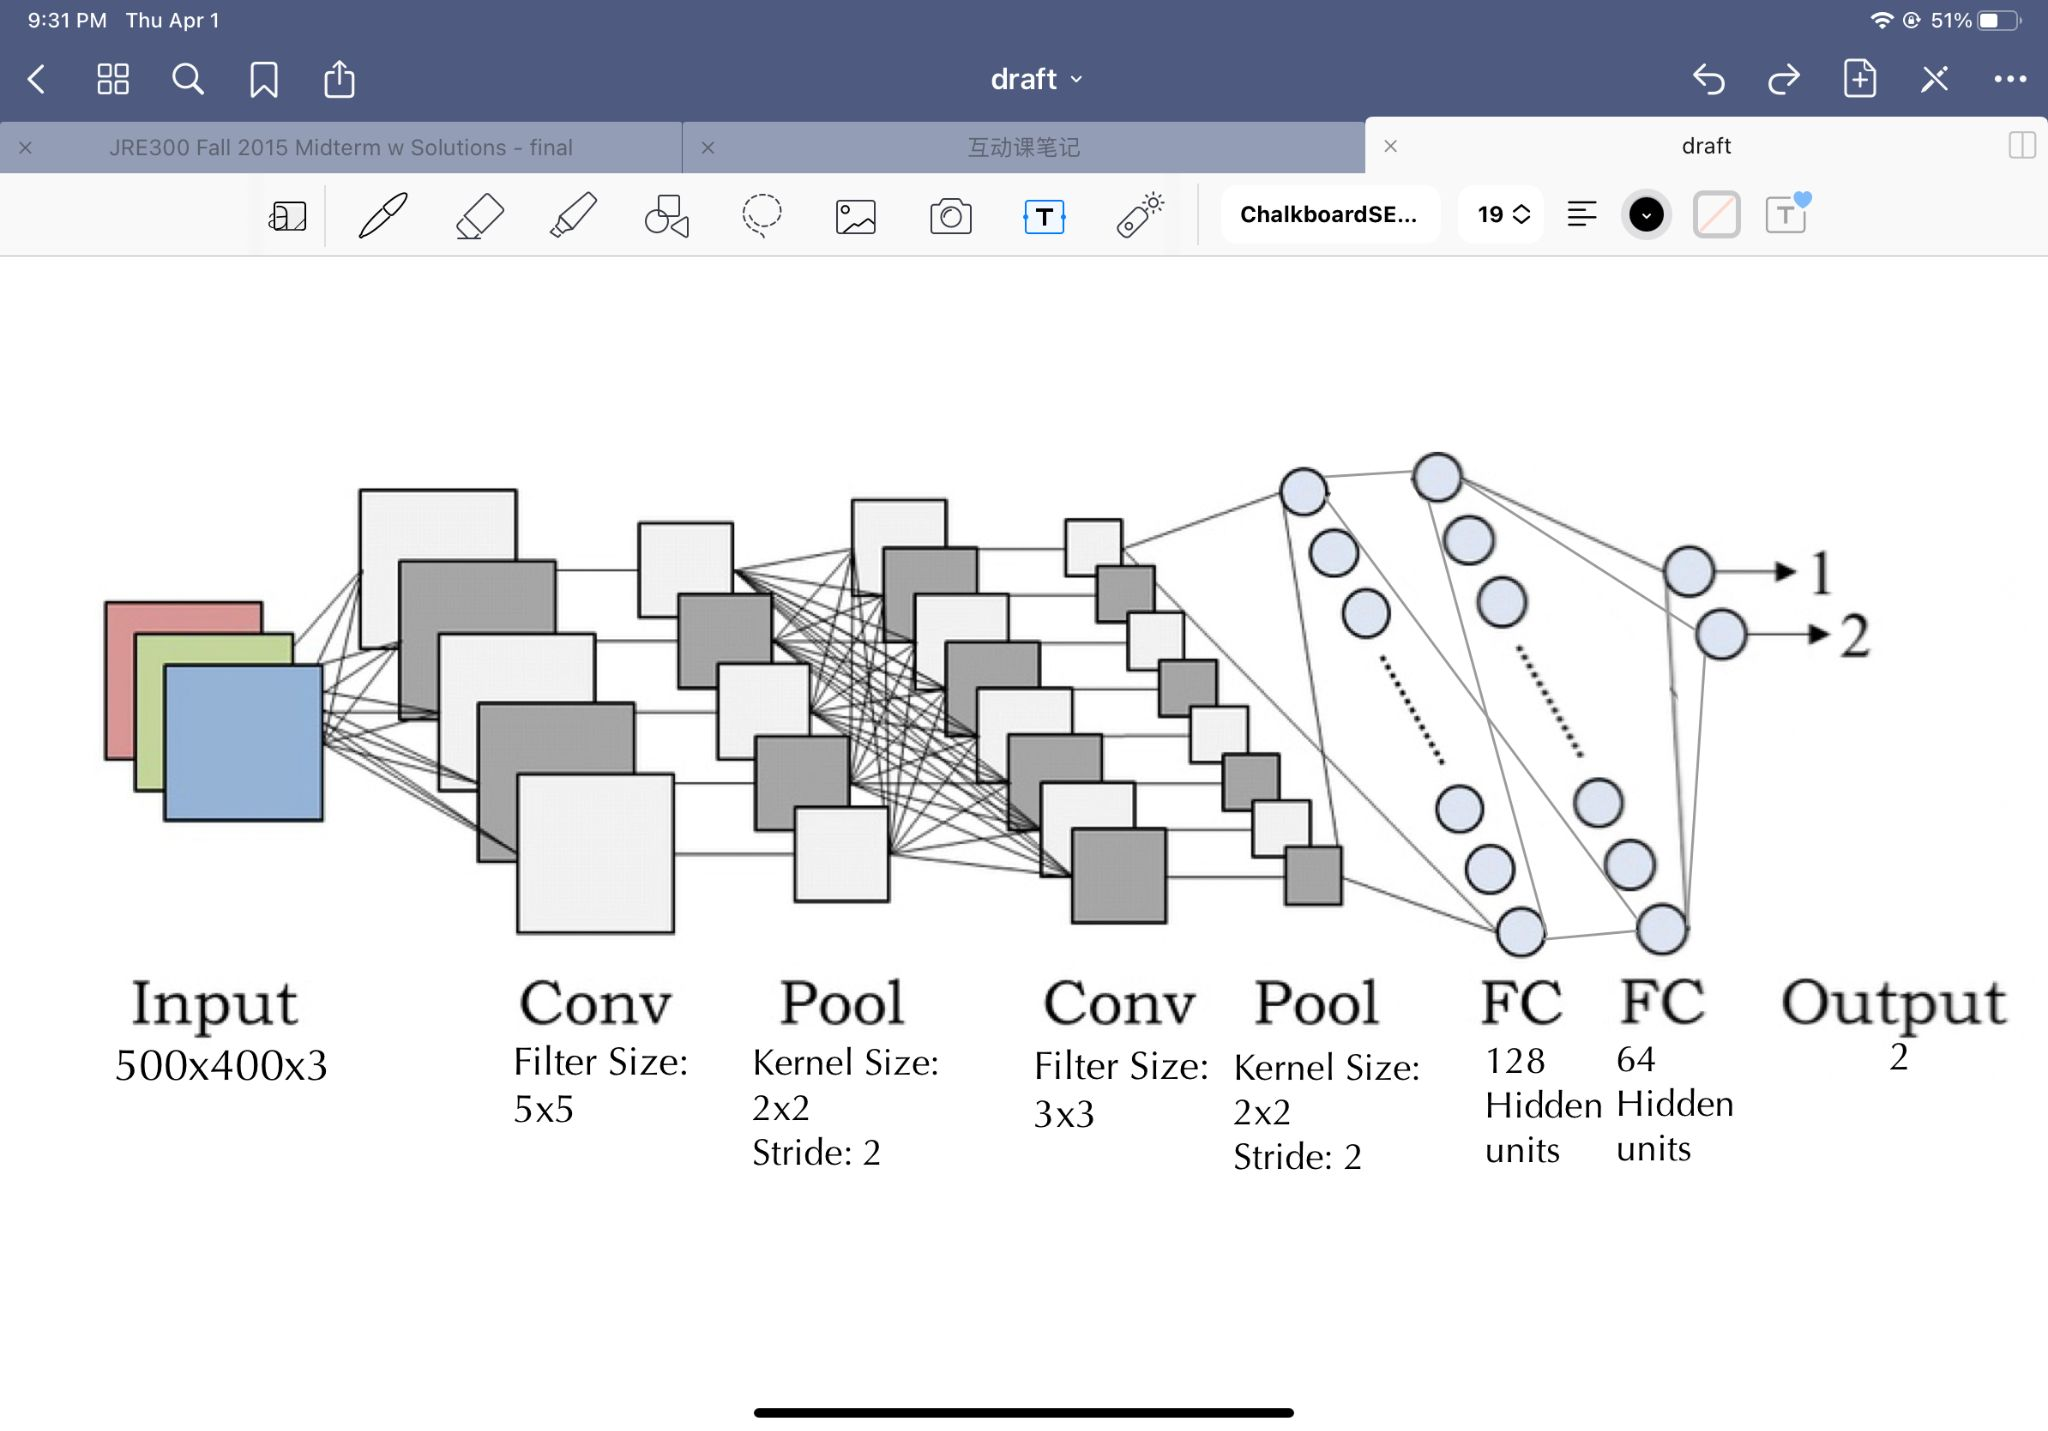 9:31 PM Thu Apr 1
51%
draft
JRE300 Fall 2015 Midterm w Solutions - final
互动课笔记
draft
ChalkboardSE...
19
1
2
Input
500x400x3
Conv
Filter Size:
5x5
Pool
Kernel Size:
2x2
Stride: 2
Conv
Filter Size:
3x3
Pool
Kernel Size:
2x2
Stride: 2
FC
128
Hidden
units
FC
64
Hidden
units
Output
2